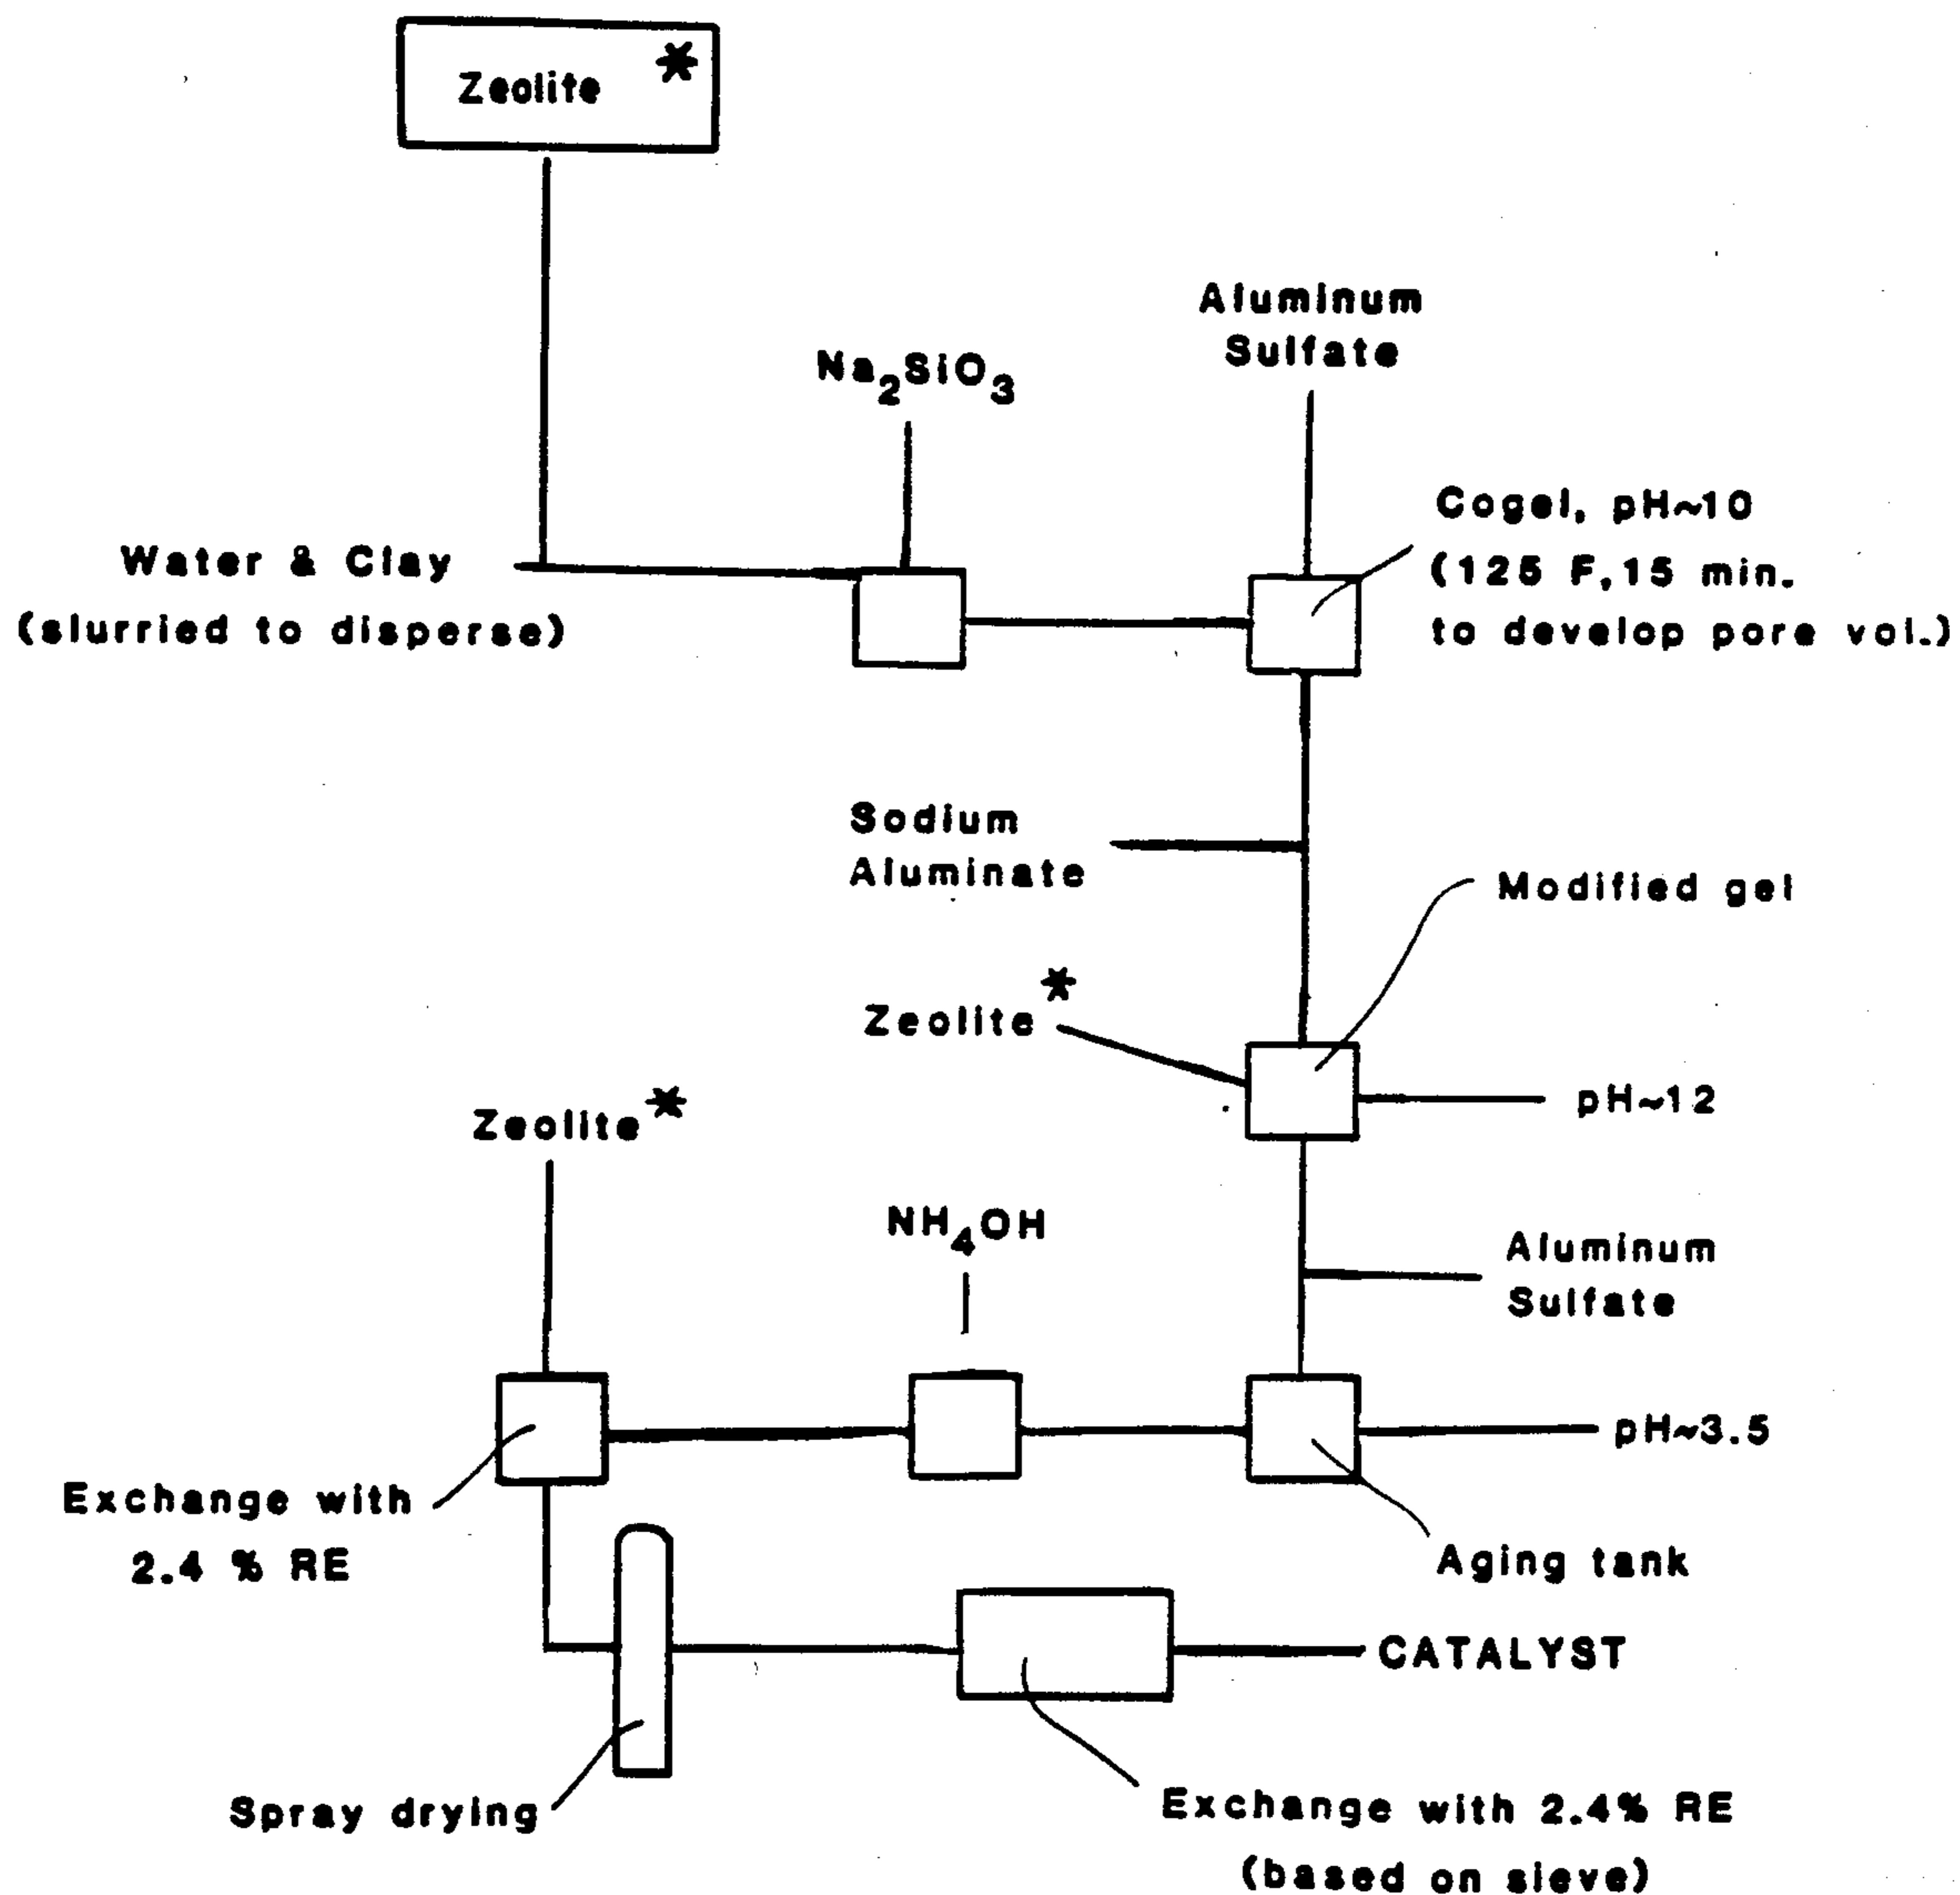 Zeolite *
Aluminum
Sulfate
Na2SiO3
Cogel, pH~10
(125 F, 15 min.
to develop pore vol.)
Water & Clay
(slurried to disperse)
Sodium
Aluminate
Modified gel
Zeolite *
pH~12
Zeolite *
NH4OH
Aluminum
Sulfate
pH~3.5
Exchange with
2.4 % RE
Aging tank
CATALYST
Spray drying
Exchange with 2.4% RE
(based on sieve)